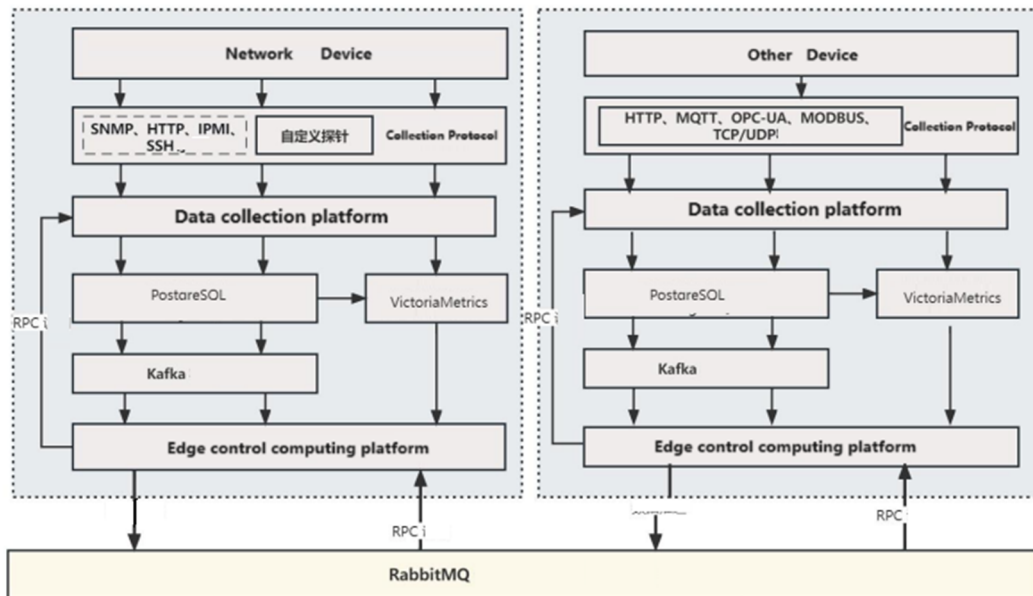 Network Device
SNMP、HTTP、IPMI、
SSH
自定义探针
Collection Protocol
Data collection platform
PostareSOL
VictoriaMetrics
RPC i
Kafka
Edge control computing platform
RPC i
Other Device
HTTP、MQTT、OPC-UA、MODBUS、
TCP/UDP
Collection Protocol
Data collection platform
PostareSOL
VictoriaMetrics
RPC i
Kafka
Edge control computing platform
RPC
RabbitMQ